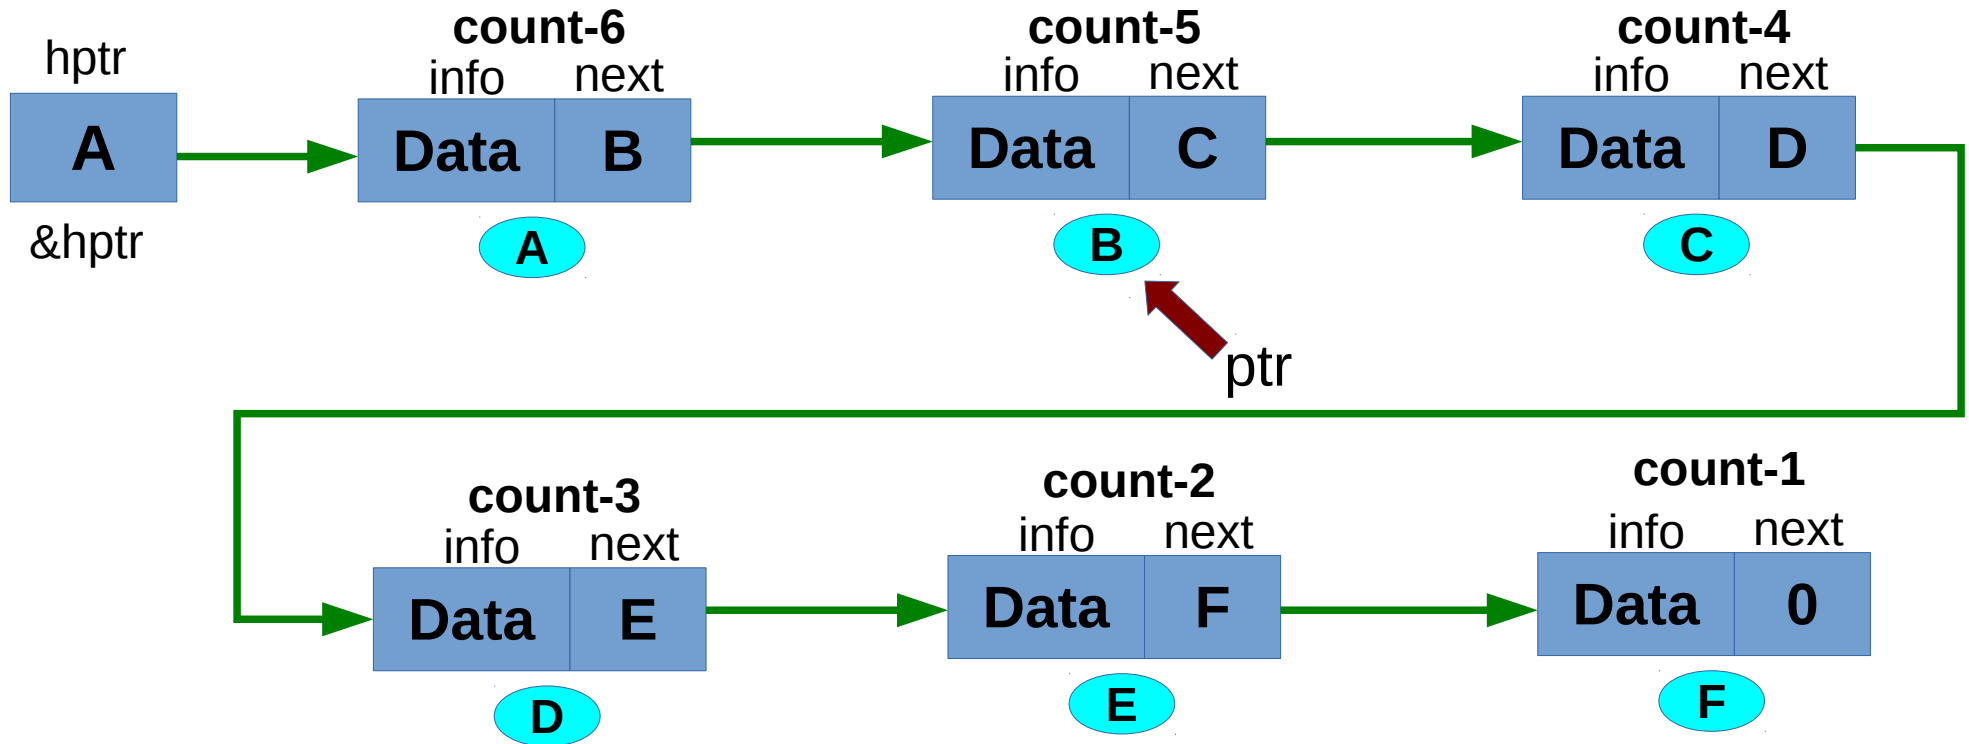 hptr
A
&hptr
count-6
info next
Data B
A
count-5
info next
Data C
B
ptr
count-4
info next
Data D
C
count-3
info next
Data E
D
count-2
info next
Data F
E
count-1
info next
Data 0
F